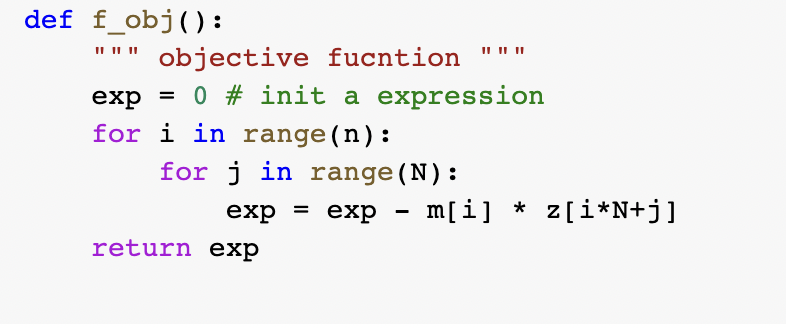 def f_obj():
    """ objective fucntion """
    exp = 0 # init a expression
    for i in range(n):
        for j in range(N):
            exp = exp - m[i] * z[i*N+j]
    return exp